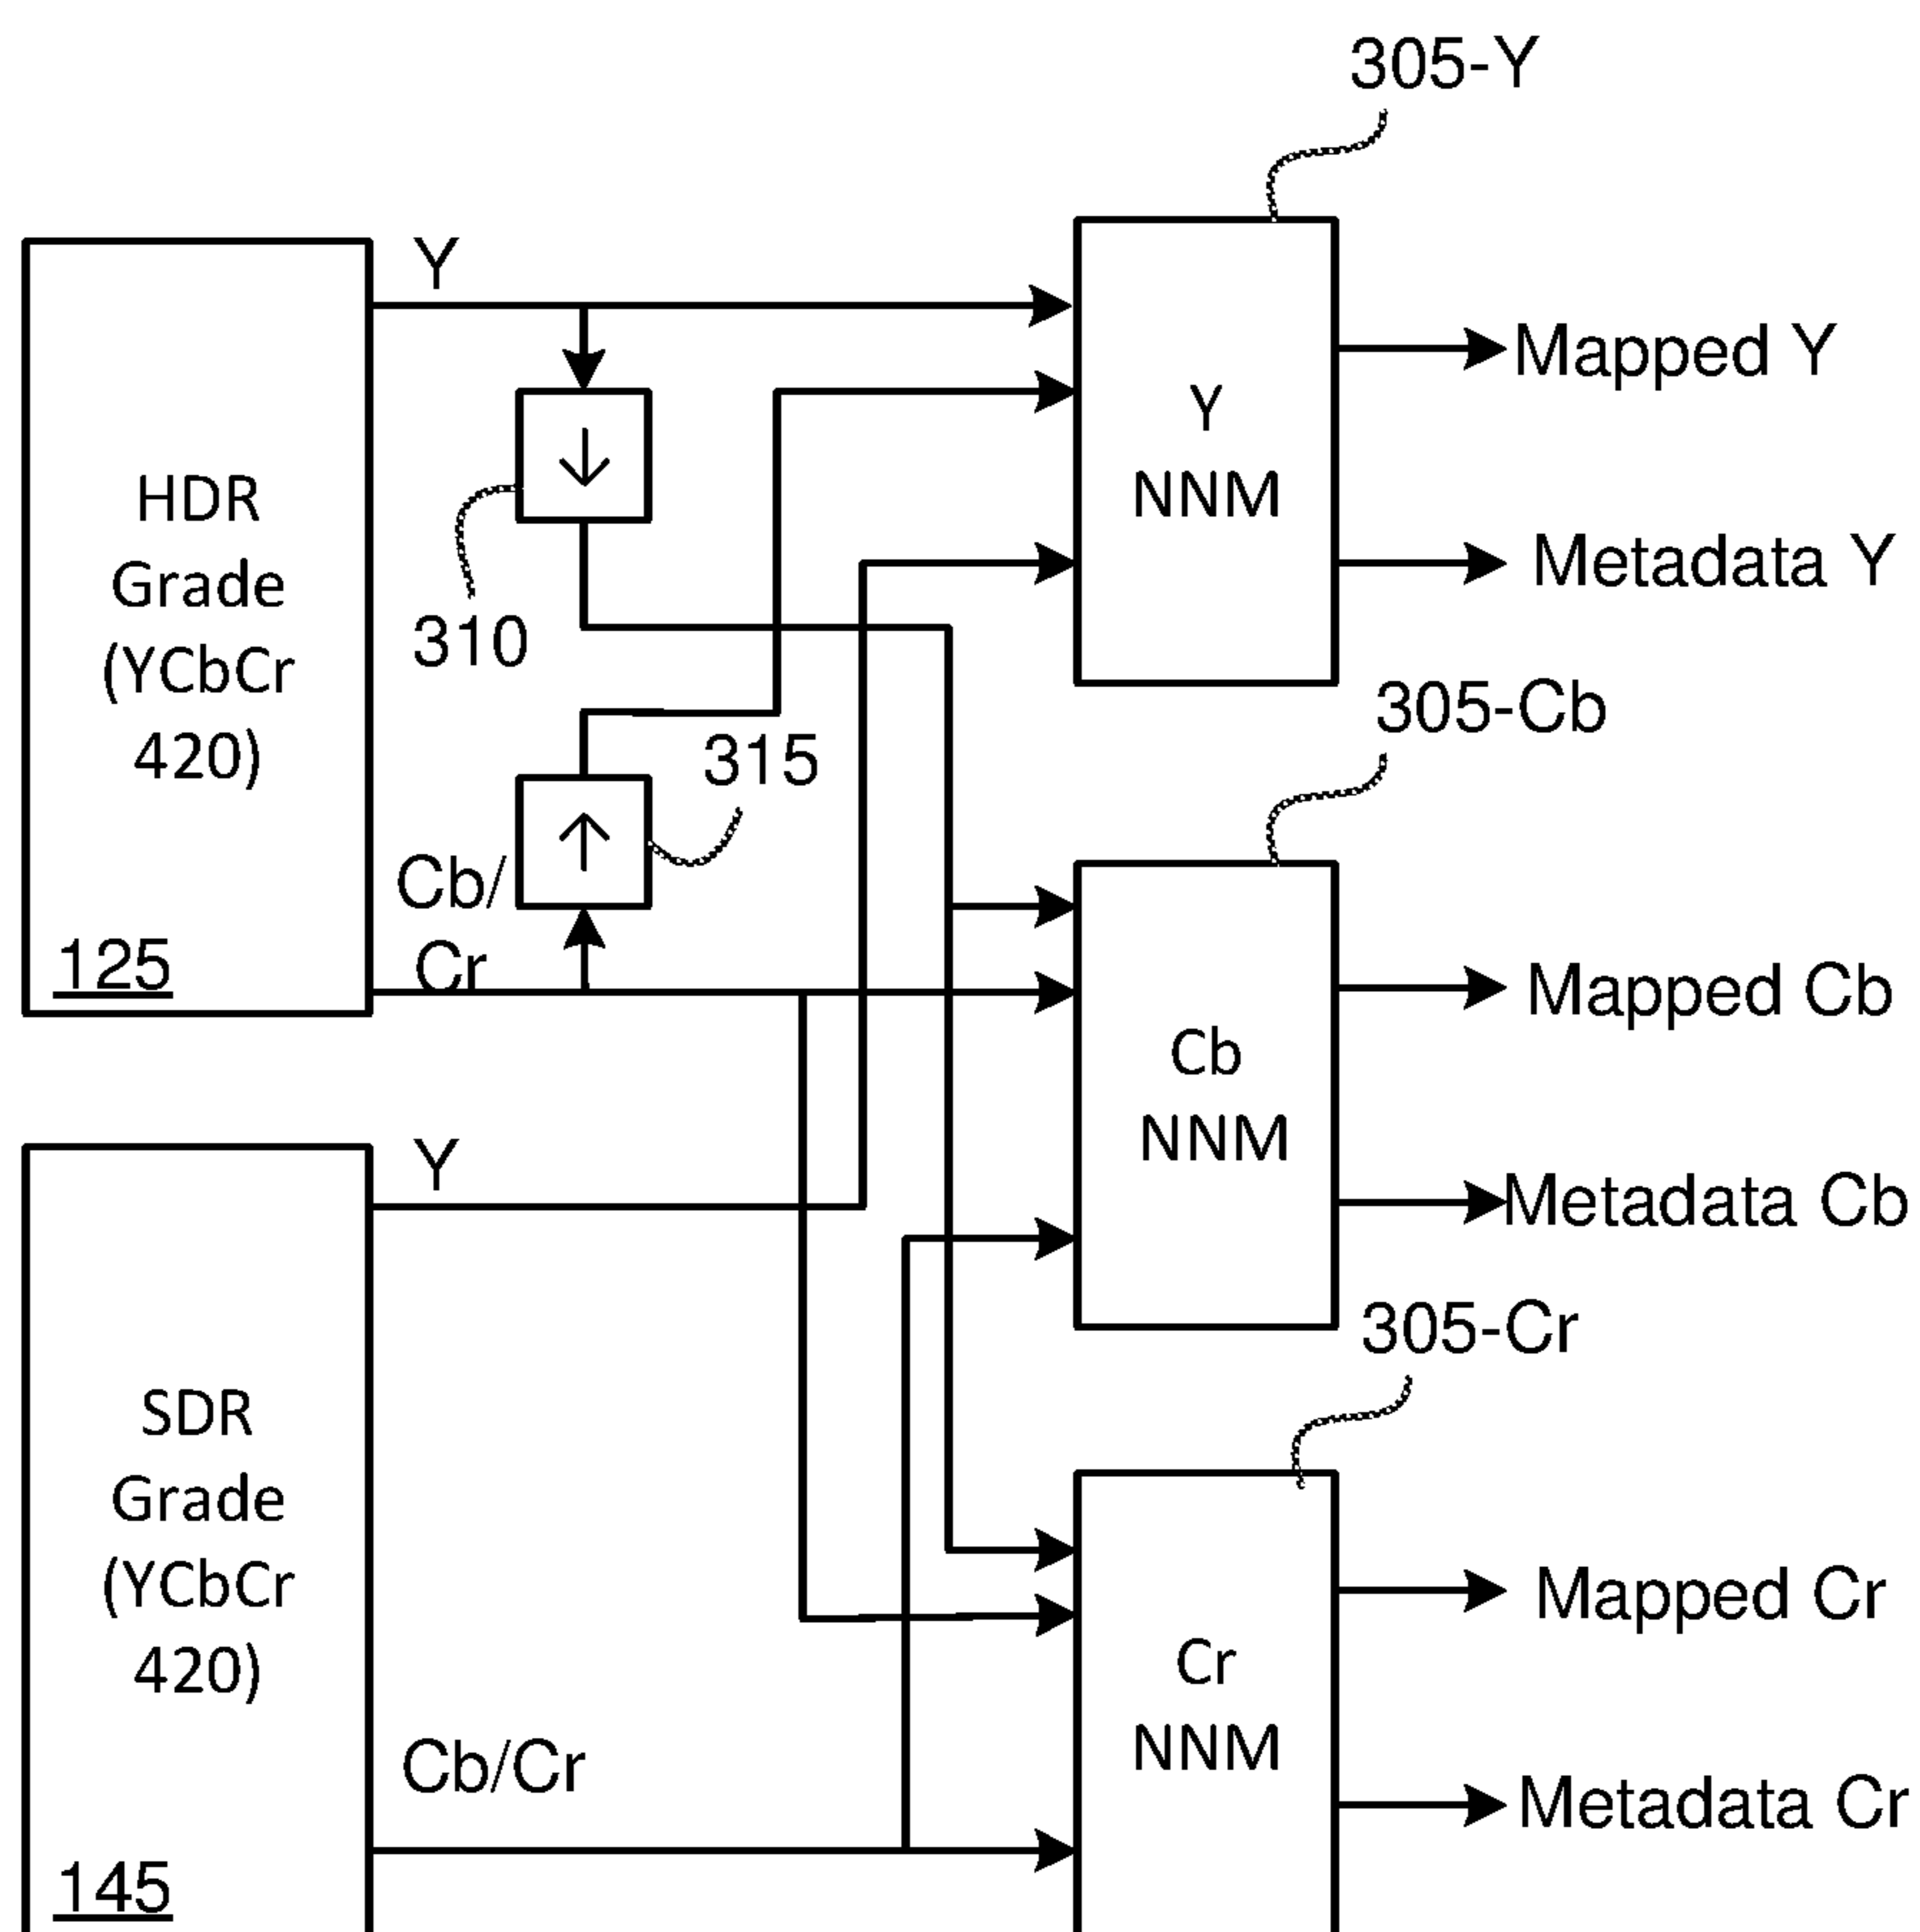 305-Y
Y
HDR
Grade
(YCbCr
420)
125
310
315
Cb/
Cr
Y
NNM
Mapped Y
Metadata Y
305-Cb
Cb
NNM
Mapped Cb
Metadata Cb
SDR
Grade
(YCbCr
420)
145
Y
Cb/Cr
305-Cr
Cr
NNM
Mapped Cr
Metadata Cr